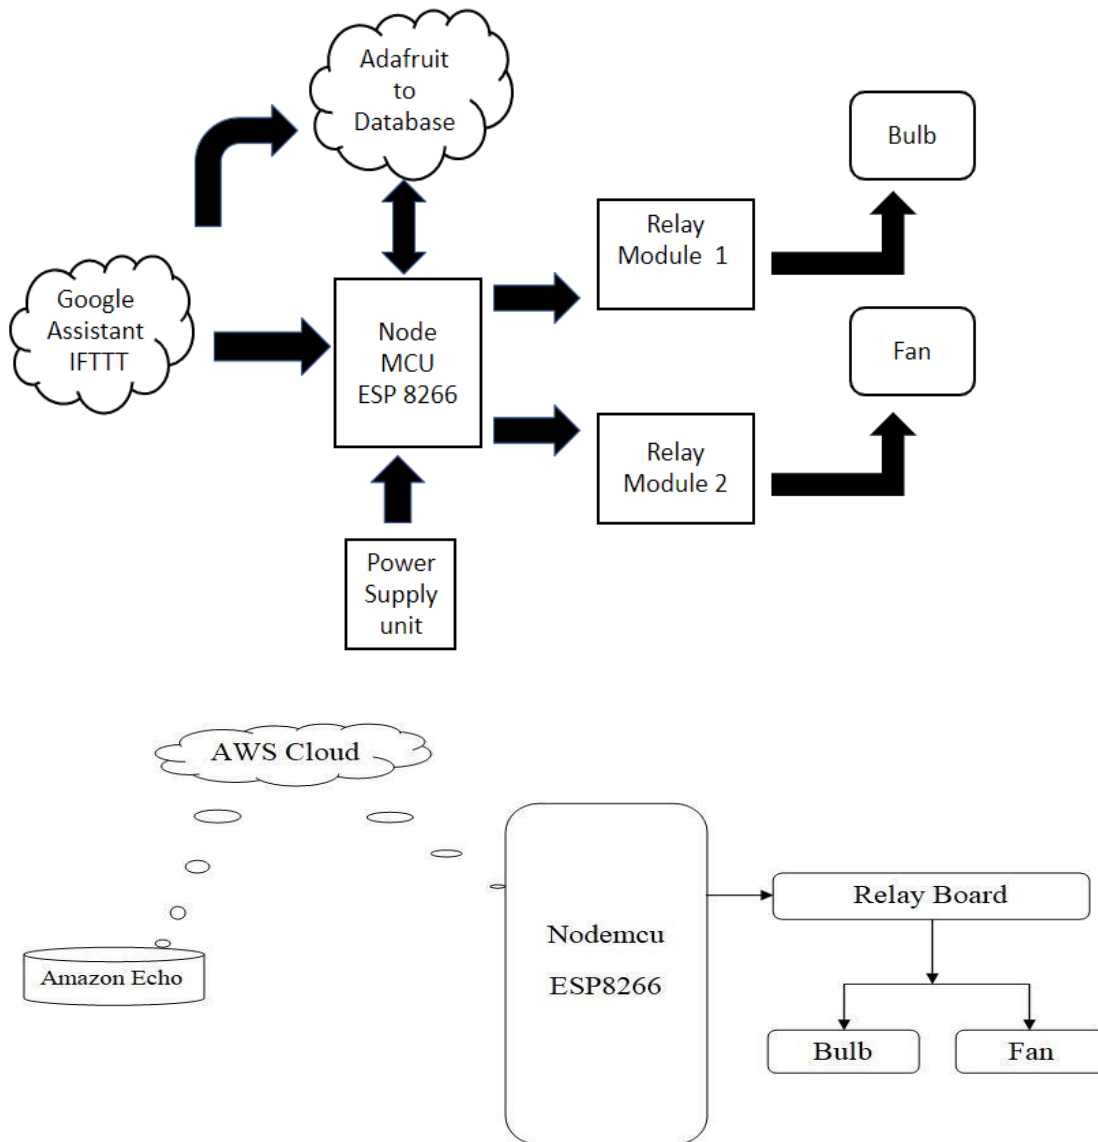 Adafruit
to
Database
Bulb
Relay
Module 1
Google
Assistant
IFTTT
Node
MCU
ESP 8266
Fan
Relay
Module 2
Power
Supply
unit
AWS Cloud
Amazon Echo
Nodemcu
ESP8266
Relay Board
Bulb
Fan